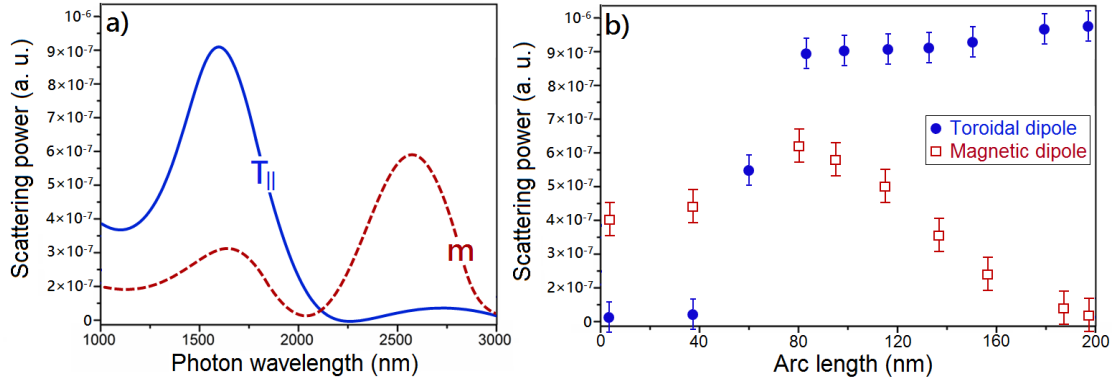 a)
Scattering power (a. u.)
10⁻⁶
9×10⁻⁷
8×10⁻⁷
7×10⁻⁷
6×10⁻⁷
5×10⁻⁷
4×10⁻⁷
3×10⁻⁷
2×10⁻⁷
0
T||
m
1000 1500 2000 2500 3000
Photon wavelength (nm)
b)
Scattering power (a. u.)
10⁻⁶
9×10⁻⁷
8×10⁻⁷
7×10⁻⁷
6×10⁻⁷
5×10⁻⁷
4×10⁻⁷
3×10⁻⁷
2×10⁻⁷
0
Toroidal dipole
Magnetic dipole
0 40 80 120 160 200
Arc length (nm)